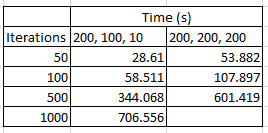 Time (s)
Iterations 200, 100, 10 200, 200, 200
50 28.61 53.882
100 58.511 107.897
500 344.068 601.419
1000 706.556